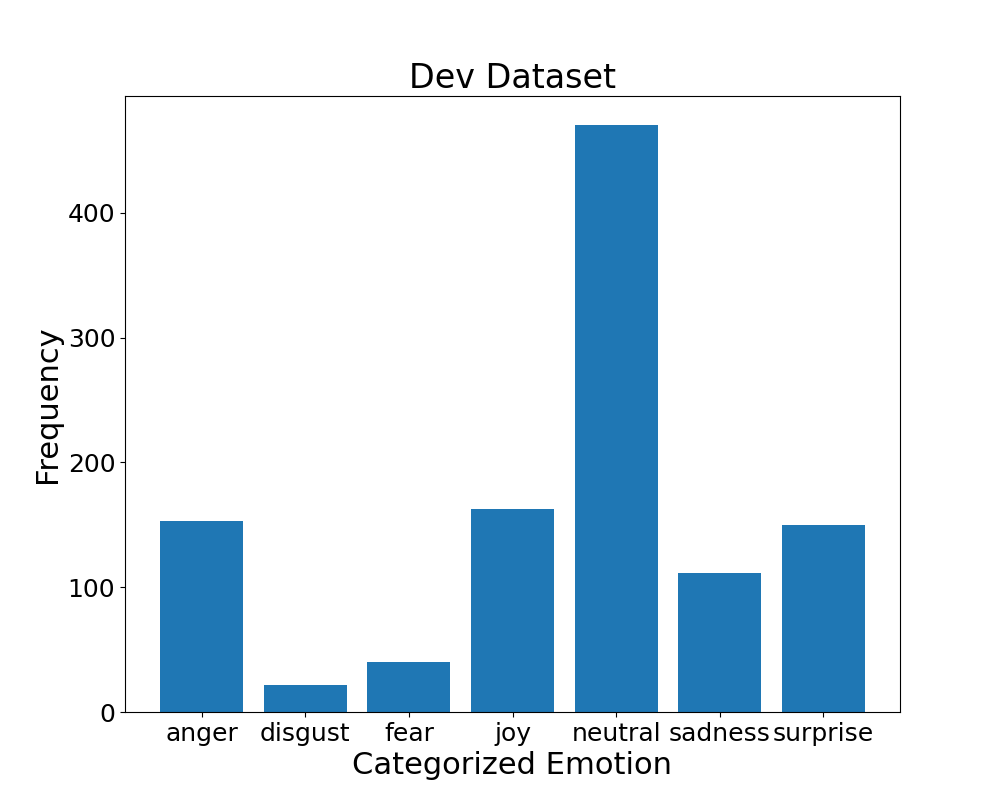 Dev Dataset
Frequency
400
300
200
100
0
anger disgust fear joy neutral sadness surprise
Categorized Emotion